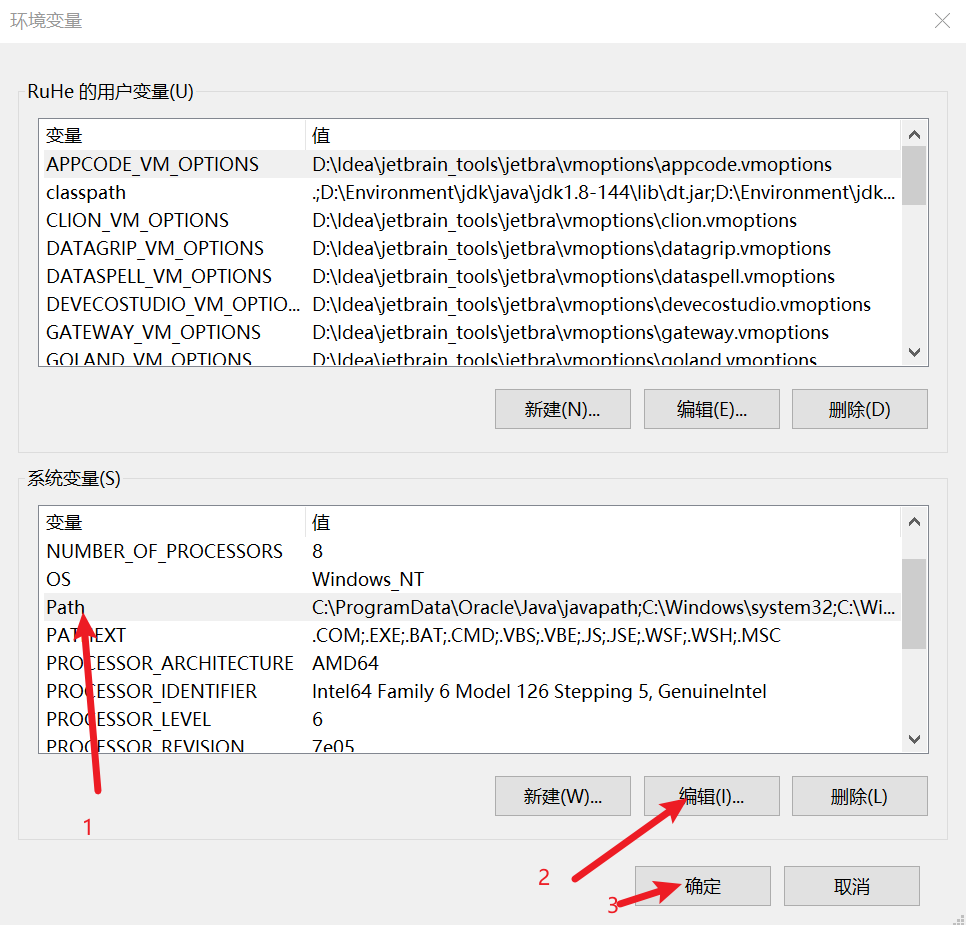 环境变量
RuHe 的用户变量(U)
变量 值
APPCODE_VM_OPTIONS D:\Idea\jetbrain_tools\jetbra\vmoptions\appcode.vmoptions
classpath .;D:\Environment\jdk\java\jdk1.8-144\lib\dt.jar;D:\Environment\jdk...
CLION_VM_OPTIONS D:\Idea\jetbrain_tools\jetbra\vmoptions\clion.vmoptions
DATAGRIP_VM_OPTIONS D:\Idea\jetbrain_tools\jetbra\vmoptions\datagrip.vmoptions
DATASPELL_VM_OPTIONS D:\Idea\jetbrain_tools\jetbra\vmoptions\dataspell.vmoptions
DEVECOSTUDIO_VM_OPTIO... D:\Idea\jetbrain_tools\jetbra\vmoptions\devecostudio.vmoptions
GATEWAY_VM_OPTIONS D:\Idea\jetbrain_tools\jetbra\vmoptions\gateway.vmoptions
GOLAND_VM_OPTIONS D:\Idea\jetbrain_tools\jetbra\vmoptions\goland.vmoptions
新建(N)... 编辑(E)... 删除(D)
系统变量(S)
变量 值
NUMBER_OF_PROCESSORS 8
OS Windows_NT
Path C:\ProgramData\Oracle\Java\javapath;C:\Windows\system32;C:\Wi...
PATHEXT .COM;.EXE;.BAT;.CMD;.VBS;.VBE;.JS;.JSE;.WSF;.WSH;.MSC
PROCESSOR_ARCHITECTURE AMD64
PROCESSOR_IDENTIFIER Intel64 Family 6 Model 126 Stepping 5, GenuineIntel
PROCESSOR_LEVEL 6
PROCESSOR_REVISION 7e05
新建(W)... 编辑(I)... 删除(L)
1
2
3
确定 取消